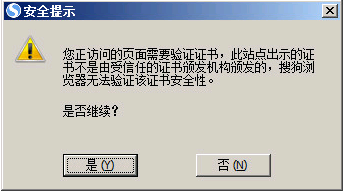 安全提示
您正访问的页面需要验证证书，此站点出示的证
书不是由受信任的证书颁发机构颁发的，搜狗浏
览器无法验证该证书安全性。
是否继续？
是(Y)
否(N)